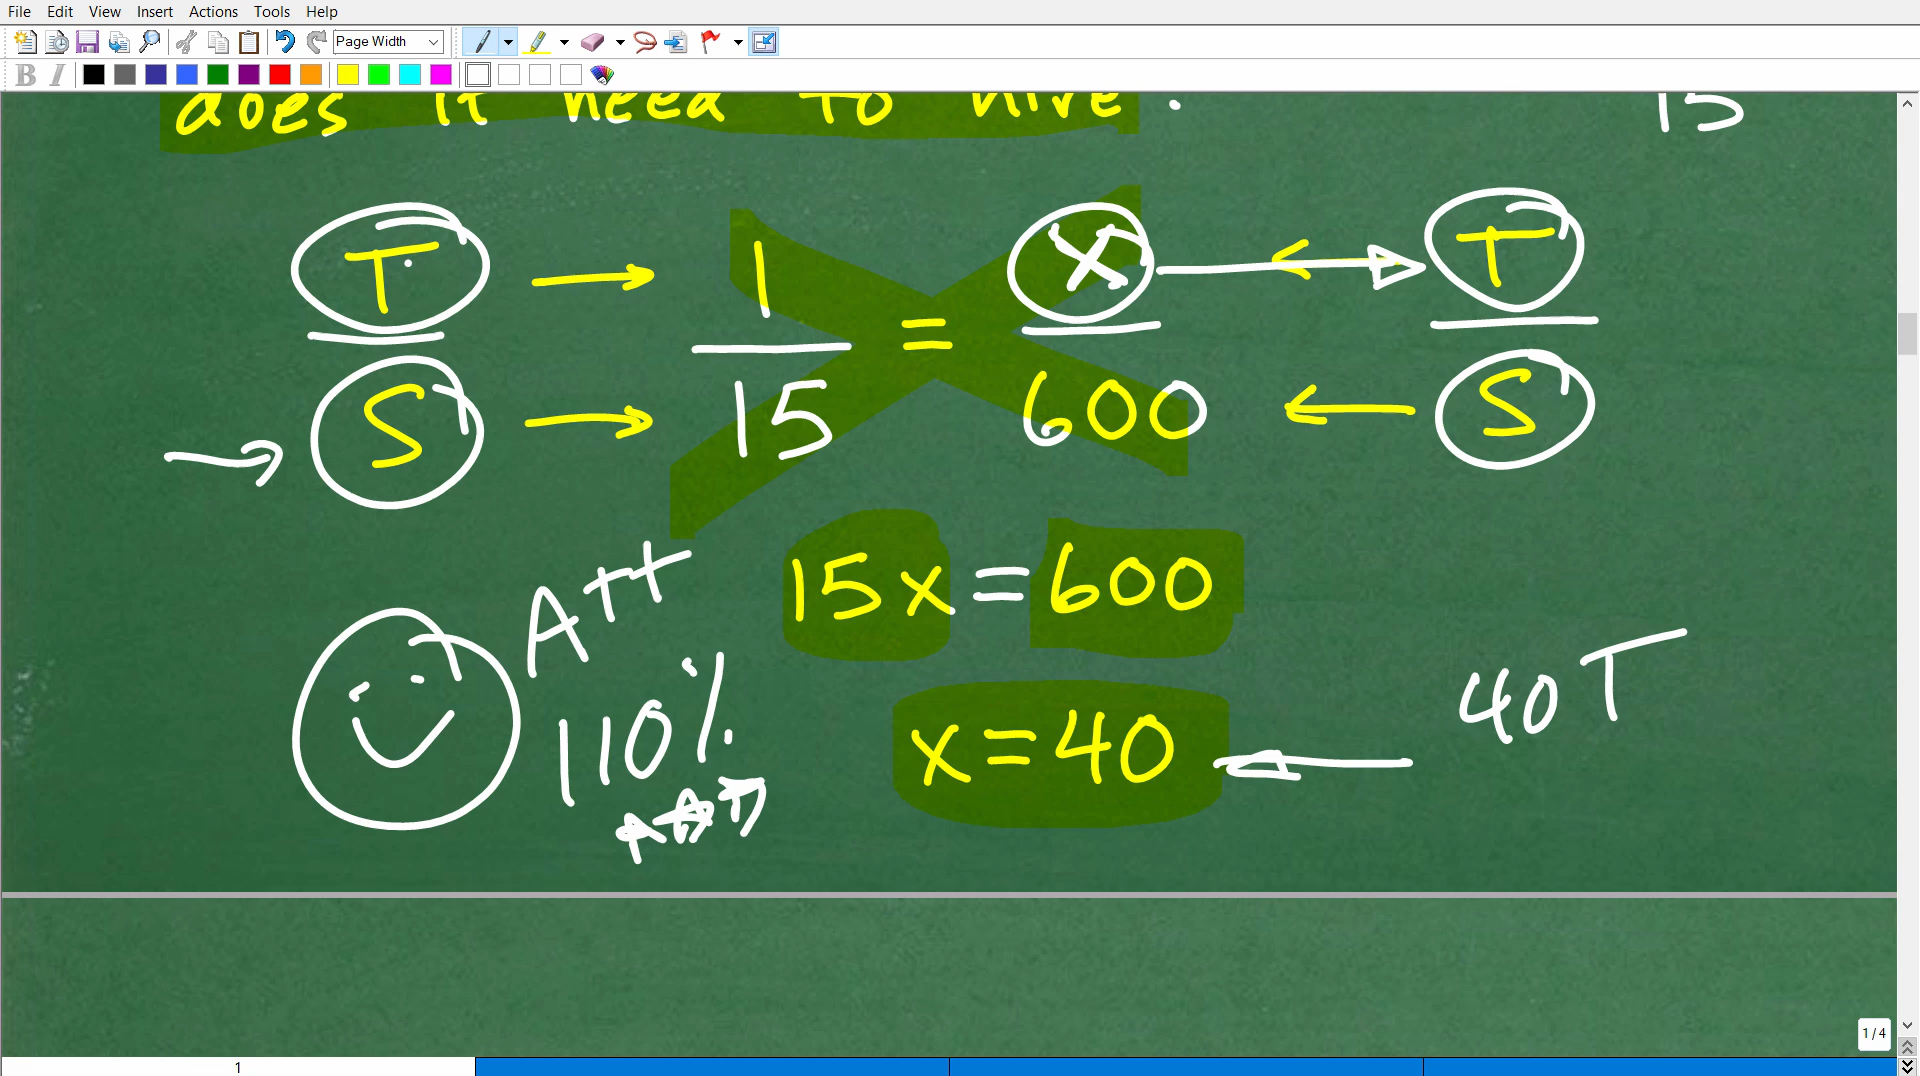 File Edit View Insert Actions Tools Help
Page Width
B I
does it need to hire. 15
T → 1 = X → T
S → 15 600 ← S
15x = 600
A++
110%
x = 40
40 T
1 / 4
1